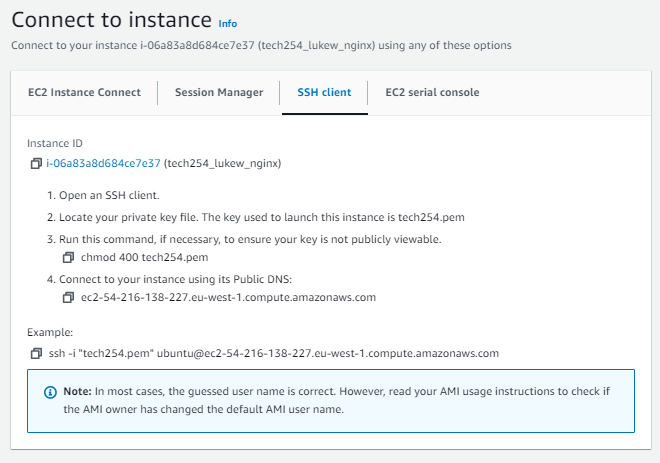 Connect to instance Info
Connect to your instance i-06a83a8d684ce7e37 (tech254_lukew_nginx) using any of these options
EC2 Instance Connect
Session Manager
SSH client
EC2 serial console
Instance ID
i-06a83a8d684ce7e37 (tech254_lukew_nginx)
1. Open an SSH client.
2. Locate your private key file. The key used to launch this instance is tech254.pem
3. Run this command, if necessary, to ensure your key is not publicly viewable.
chmod 400 tech254.pem
4. Connect to your instance using its Public DNS:
ec2-54-216-138-227.eu-west-1.compute.amazonaws.com
Example:
ssh -i "tech254.pem" ubuntu@ec2-54-216-138-227.eu-west-1.compute.amazonaws.com
Note: In most cases, the guessed user name is correct. However, read your AMI usage instructions to check if
the AMI owner has changed the default AMI user name.